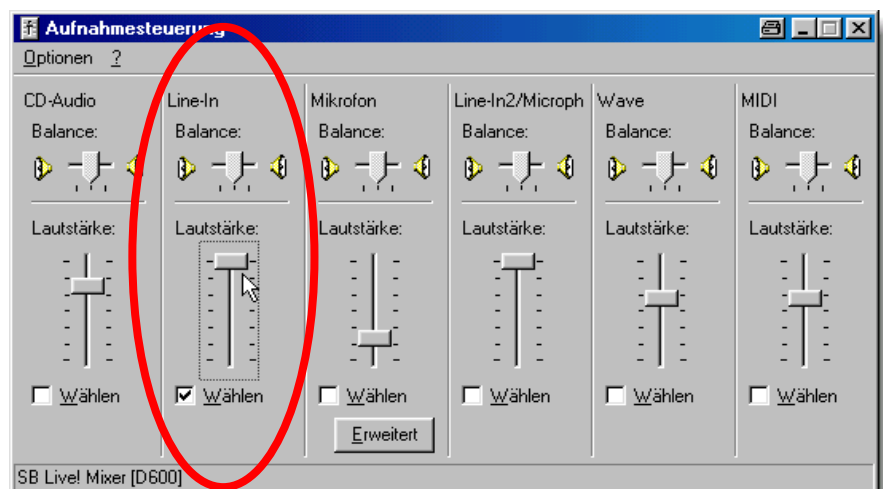 Aufnahmesteuerung
Optionen ?
CD-Audio Line-In Mikrofon Line-In2/Microph Wave MIDI
Balance: Balance: Balance: Balance: Balance: Balance:
Lautstärke: Lautstärke: Lautstärke: Lautstärke: Lautstärke: Lautstärke:
Wählen Wählen Wählen Wählen Wählen Wählen
Erweitert
SB Live! Mixer [D600]